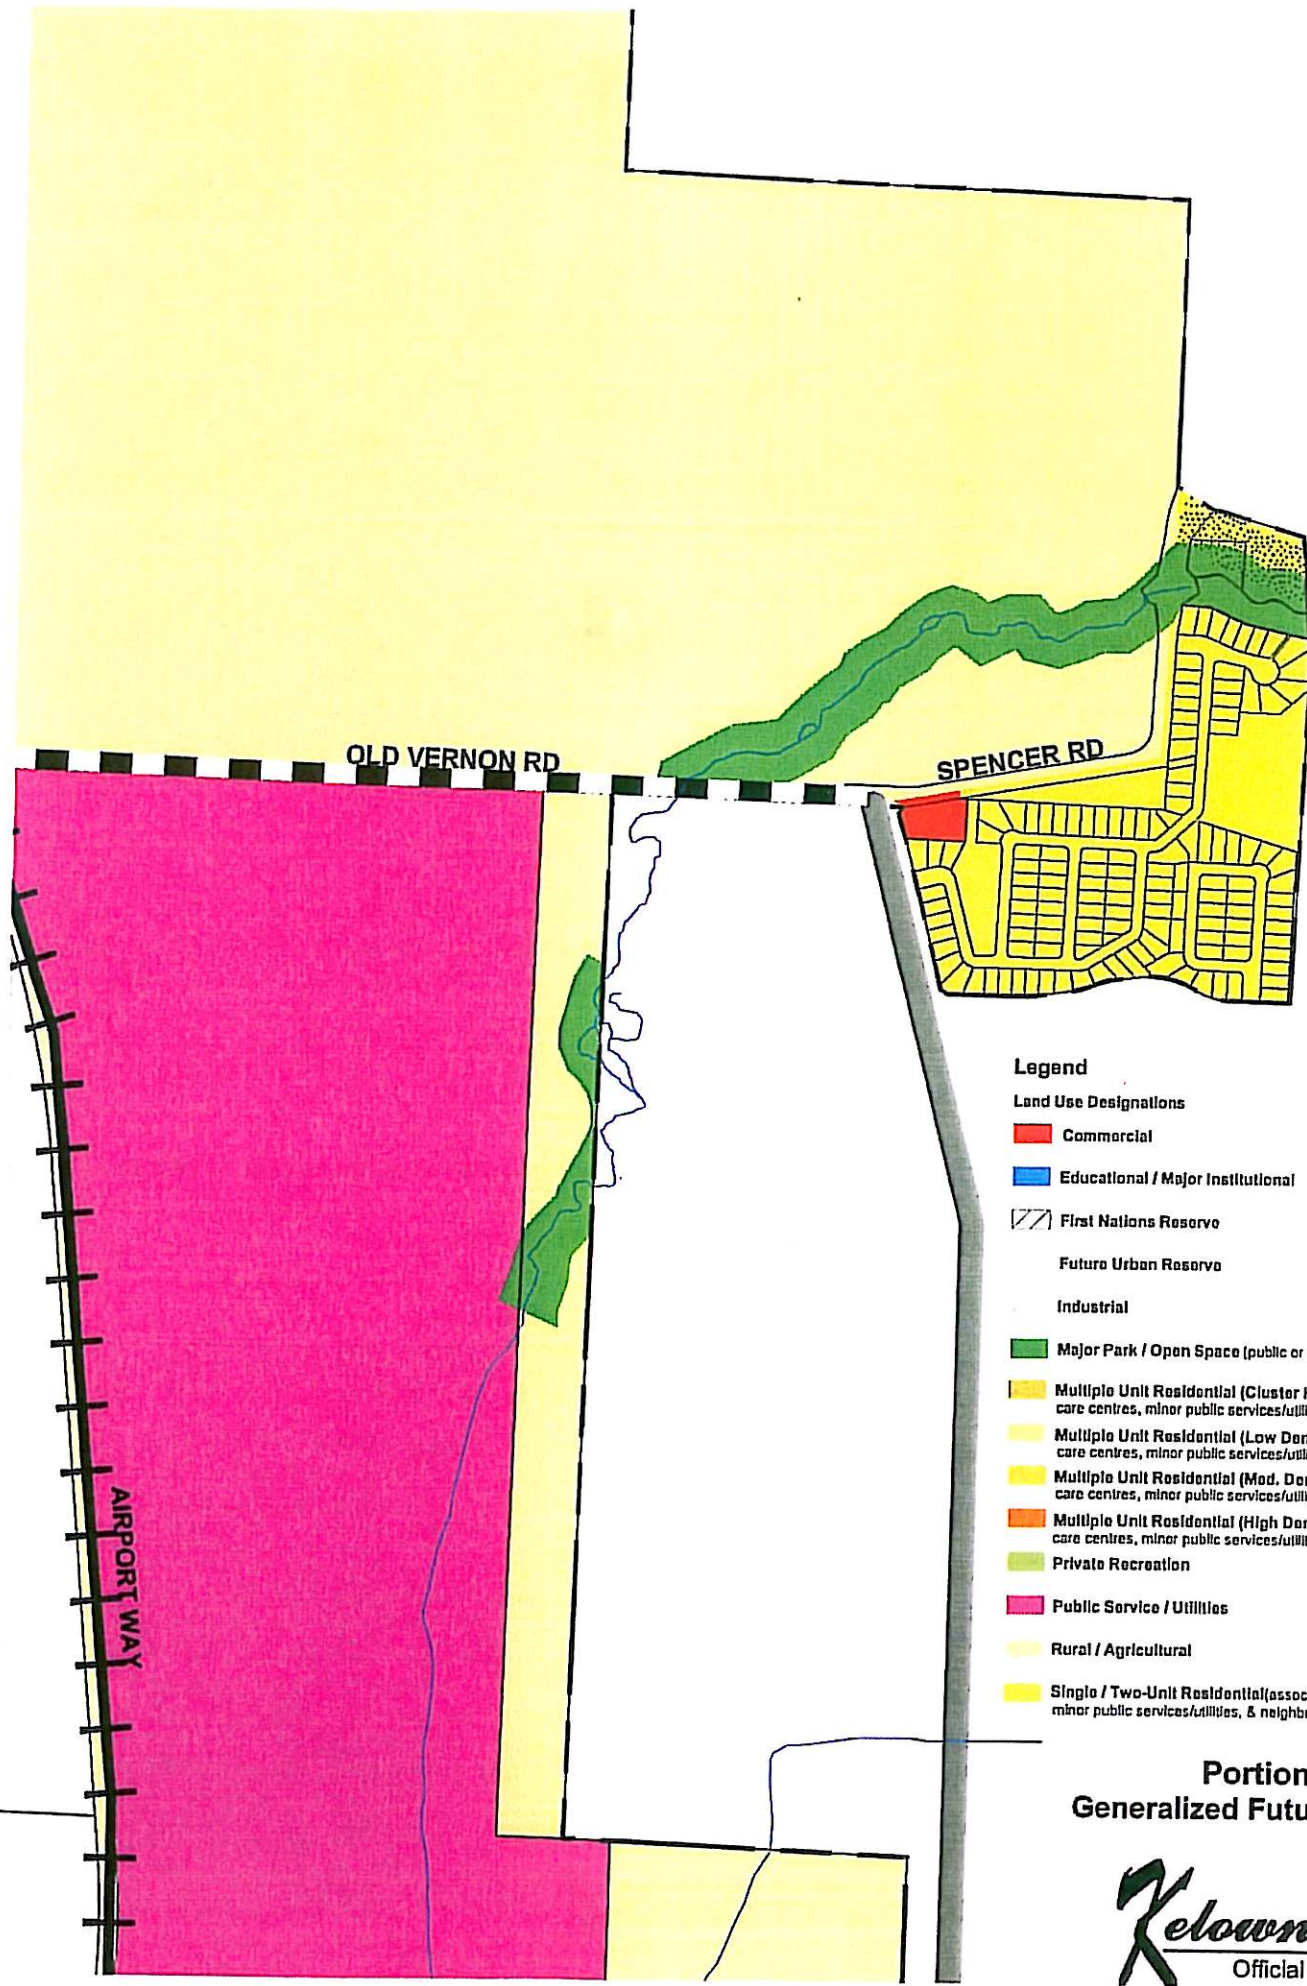 OLD VERNON RD
SPENCER RD
AIRPORT WAY
Legend
Land Use Designations
Commercial
Educational / Major Institutional
First Nations Reserve
Future Urban Reserve
Industrial
Major Park / Open Space (public or
Multiple Unit Residential (Cluster
care centres, minor public services/utili
Multiple Unit Residential (Low Den
care centres, minor public services/utili
Multiple Unit Residential (Med. Den
care centres, minor public services/utili
Multiple Unit Residential (High Den
care centres, minor public services/utili
Private Recreation
Public Service / Utilities
Rural / Agricultural
Single / Two-Unit Residential(assoc
minor public services/utilities, & neighb
Portion
Generalized Futu
Kelown
Official